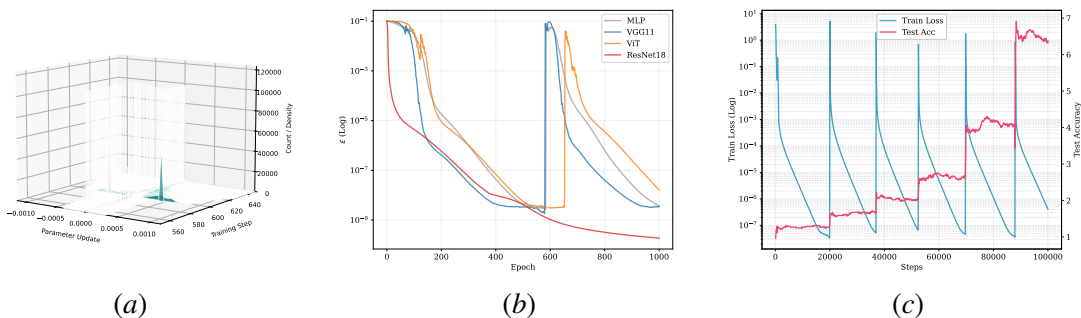 120000
100000
80000
60000
40000
20000
0
Count / Density
−0.0010
−0.0005
0.0000
0.0005
0.0010
Parameter Update
560
580
600
620
640
Training Step
(a)
10⁻¹
10⁻³
10⁻⁵
10⁻⁷
10⁻⁹
ε (Log)
MLP
VGG11
ViT
ResNet18
0
200
400
600
800
1000
Epoch
(b)
10¹
10⁰
10⁻¹
10⁻²
10⁻³
10⁻⁴
10⁻⁵
10⁻⁶
10⁻⁷
Train Loss (Log)
Train Loss
Test Acc
7
6
5
4
3
2
1
Test Accuracy
0
20000
40000
60000
80000
100000
Steps
(c)